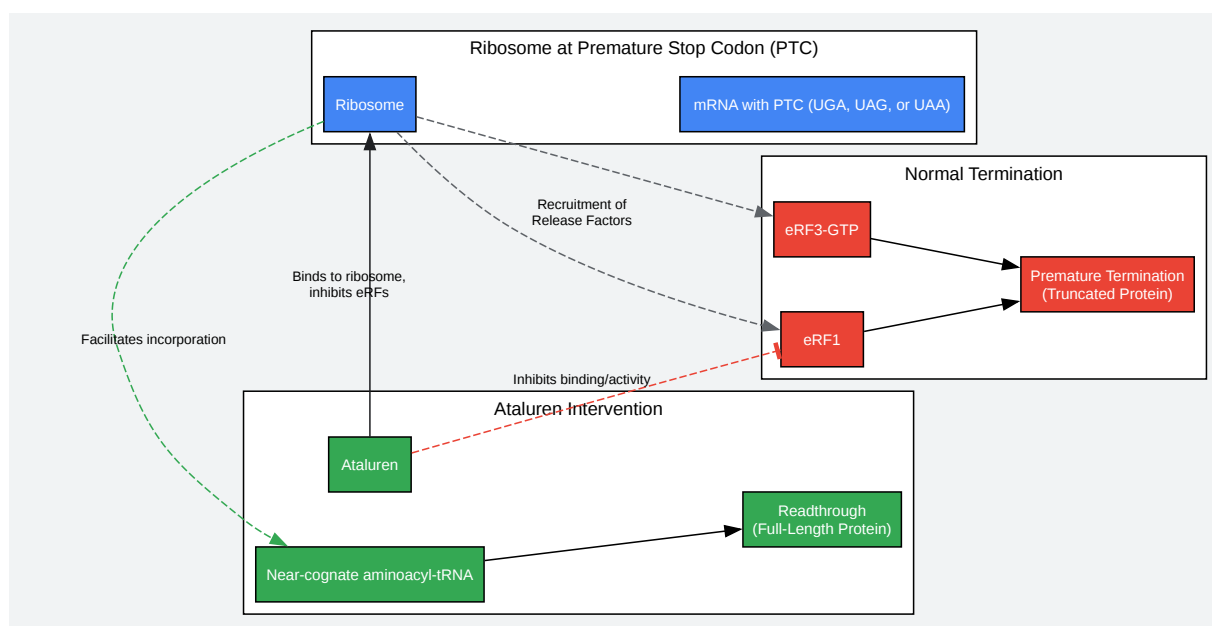 Ribosome at Premature Stop Codon (PTC)
Ribosome
mRNA with PTC (UGA, UAG, or UAA)
Normal Termination
Recruitment of
Release Factors
eRF3-GTP
Premature Termination
(Truncated Protein)
Binds to ribosome,
inhibits eRFs
Facilitates incorporation
eRF1
Inhibits binding/activity
Ataluren Intervention
Ataluren
Readthrough
(Full-Length Protein)
Near-cognate aminoacyl-tRNA